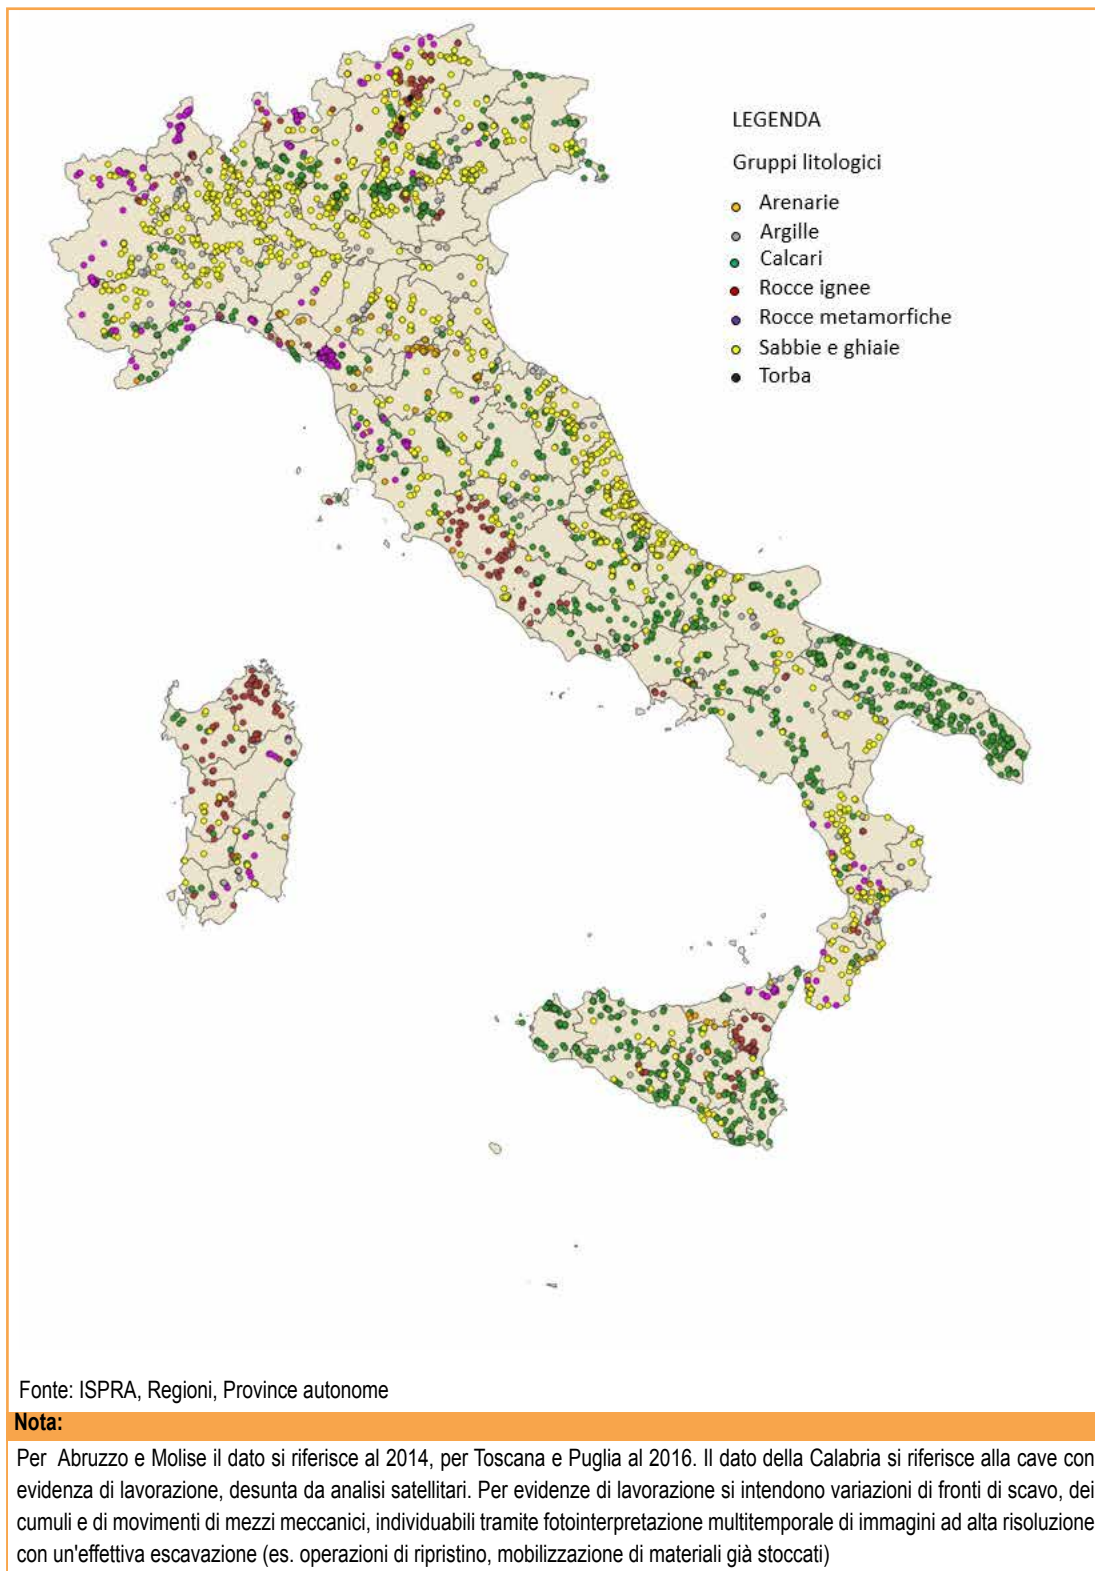 LEGENDA
Gruppi litologici
Arenarie
Argille
Calcari
Rocce ignee
Rocce metamorfiche
Sabbie e ghiaie
Torba
Fonte: ISPRA, Regioni, Province autonome
Nota:
Per Abruzzo e Molise il dato si riferisce al 2014, per Toscana e Puglia al 2016. Il dato della Calabria si riferisce alla cave con
evidenza di lavorazione, desunta da analisi satellitari. Per evidenze di lavorazione si intendono variazioni di fronti di scavo, dei
cumuli e di movimenti di mezzi meccanici, individuabili tramite fotointerpretazione multitemporale di immagini ad alta risoluzione
con un'effettiva escavazione (es. operazioni di ripristino, mobilizzazione di materiali già stoccati)